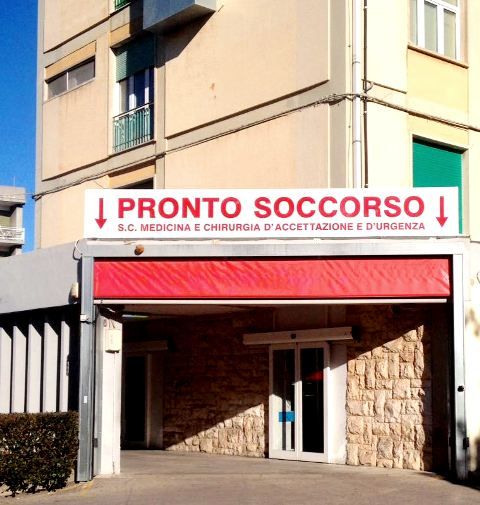 PRONTO SOCCORSO
S.C. MEDICINA E CHIRURGIA D'ACCETTAZIONE E D'URGENZA